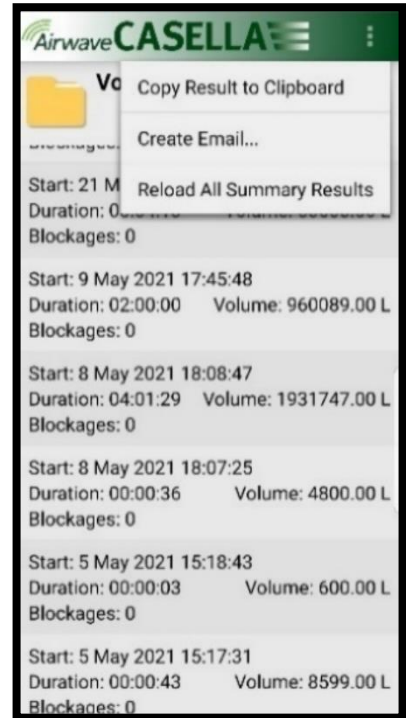 Airwave CASELLA
Vo
Copy Result to Clipboard
Create Email...
Reload All Summary Results
Start: 21 M
Duration: 0
Blockages: 0
Start: 9 May 2021 17:45:48
Duration: 02:00:00 Volume: 960089.00 L
Blockages: 0
Start: 8 May 2021 18:08:47
Duration: 04:01:29 Volume: 1931747.00 L
Blockages: 0
Start: 8 May 2021 18:07:25
Duration: 00:00:36 Volume: 4800.00 L
Blockages: 0
Start: 5 May 2021 15:18:43
Duration: 00:00:03 Volume: 600.00 L
Blockages: 0
Start: 5 May 2021 15:17:31
Duration: 00:00:43 Volume: 8599.00 L
Blockages: 0